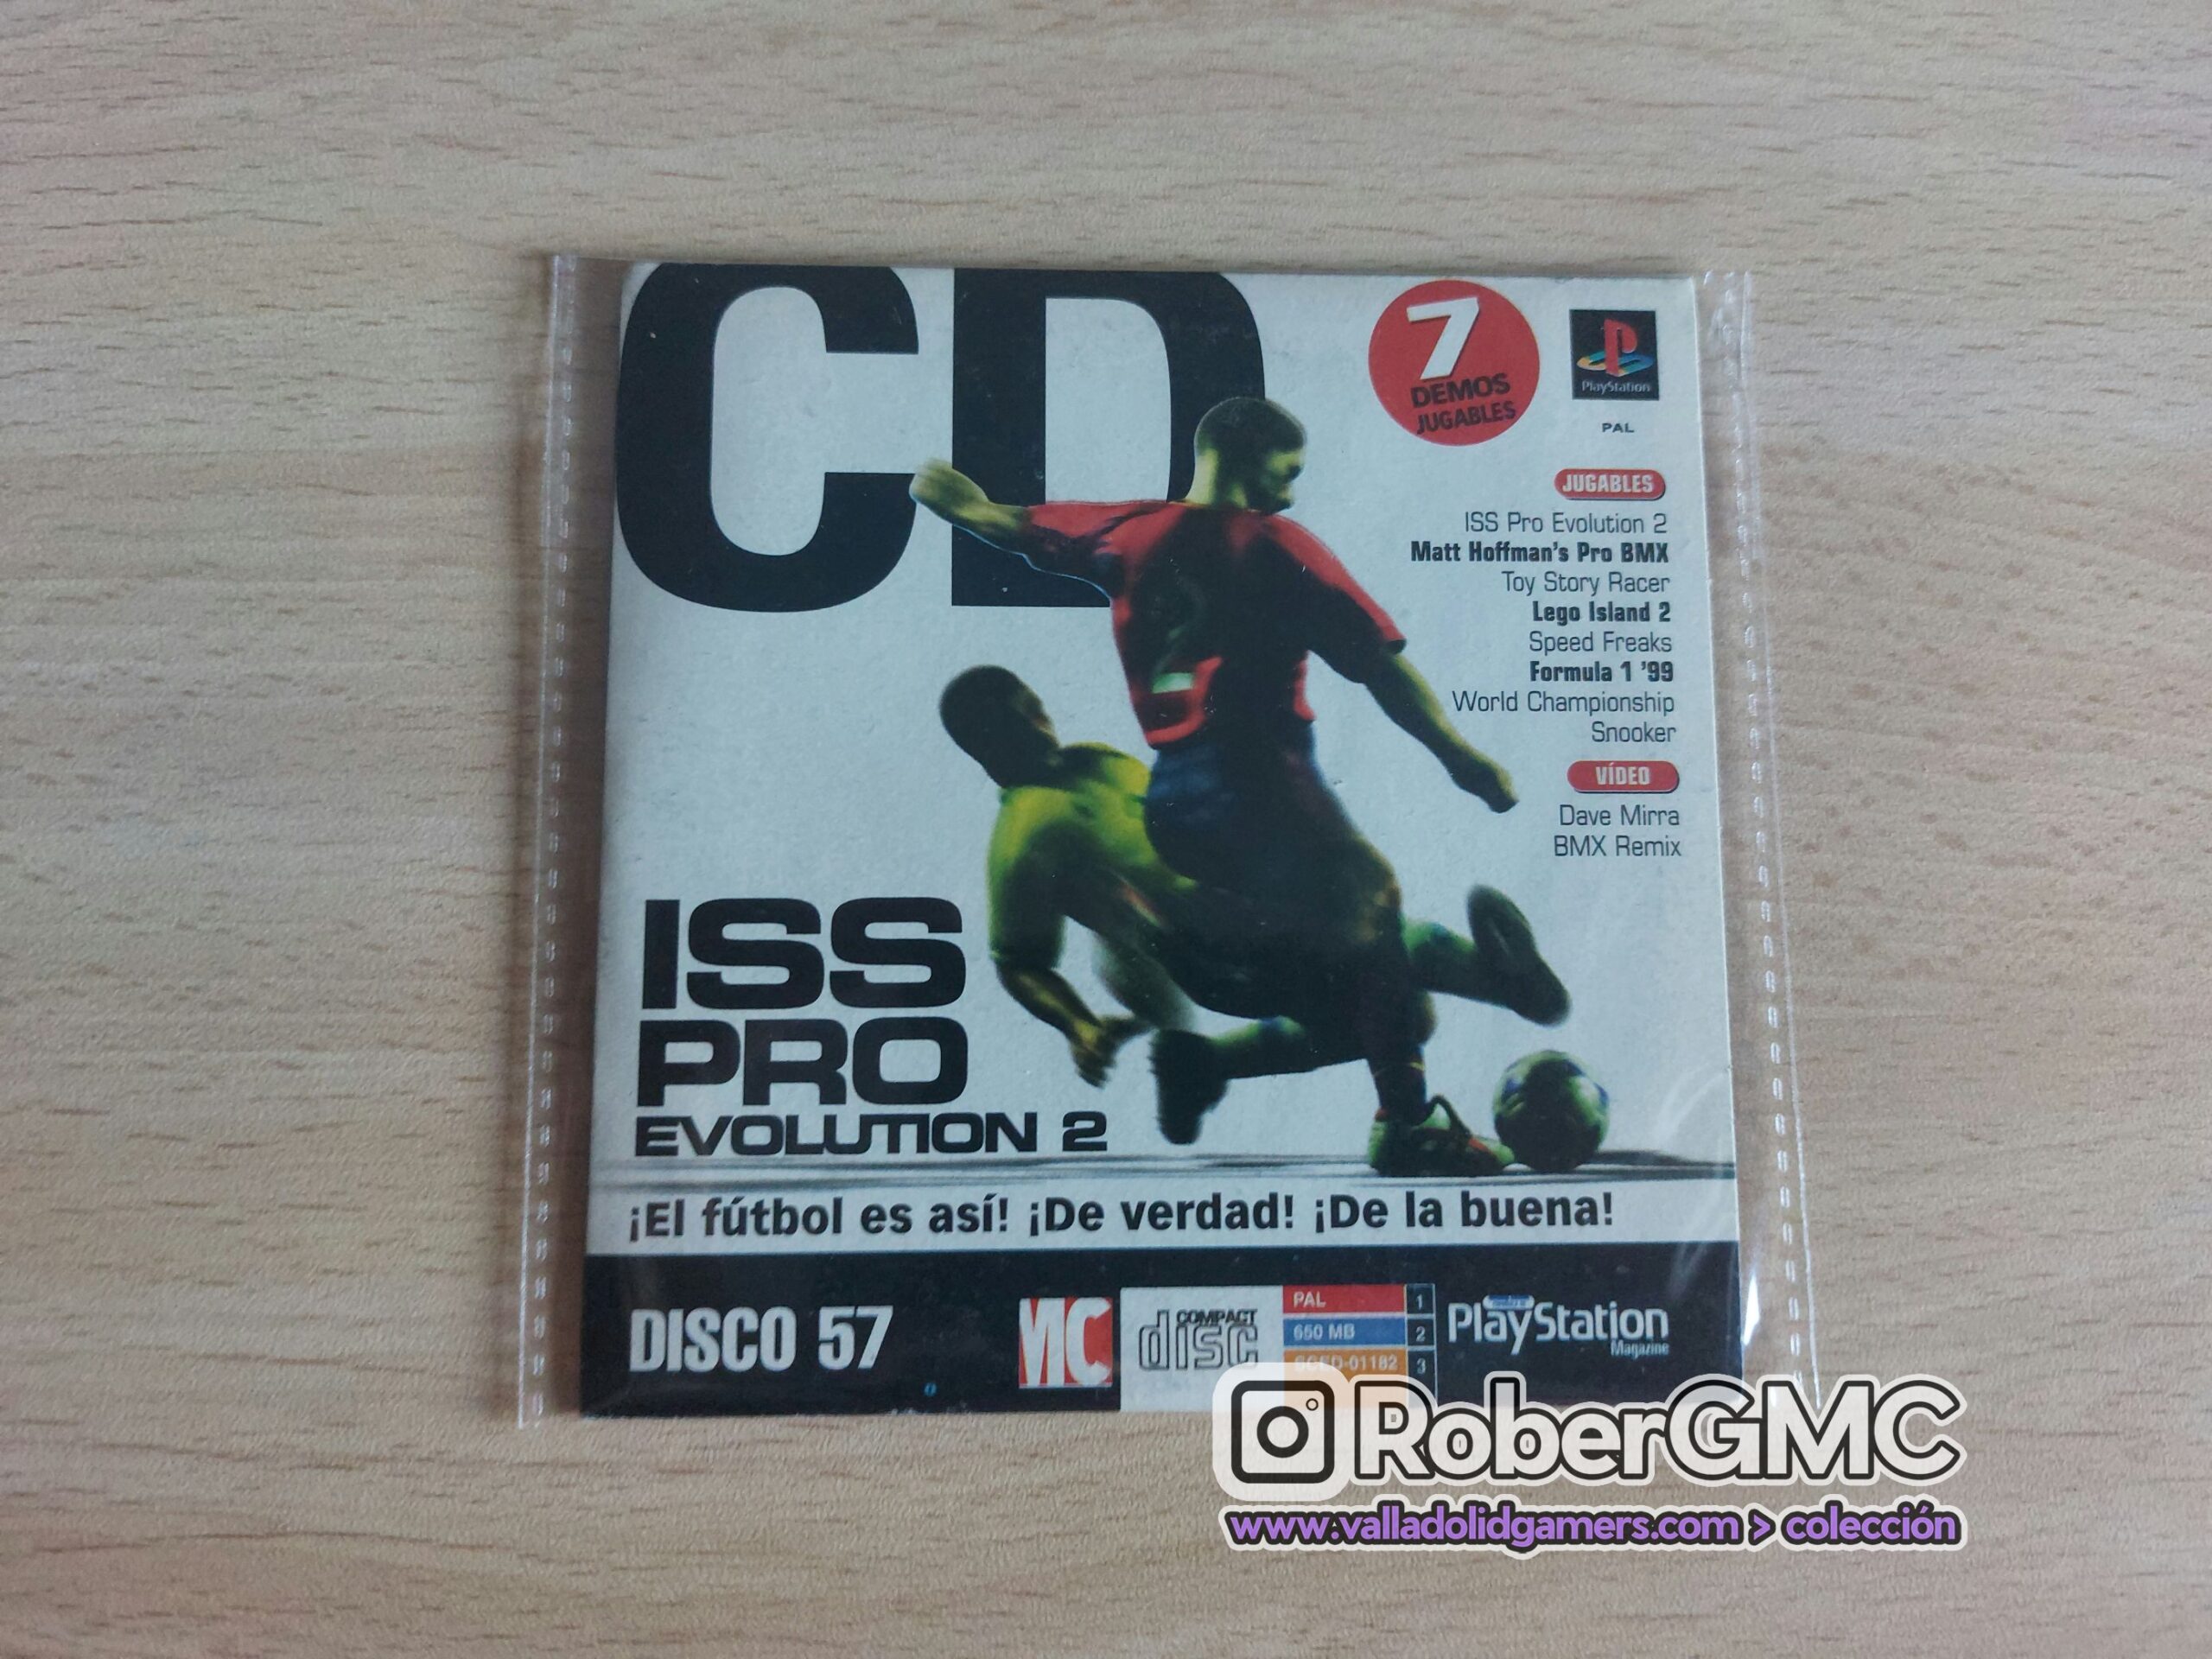 CD
7
DEMOS
JUGABLES
PlayStation
PAL
JUGABLES
ISS Pro Evolution 2
Matt Hoffman's Pro BMX
Toy Story Racer
Lego Island 2
Speed Freaks
Formula 1 '99
World Championship
Snooker
VÍDEO
Dave Mirra
BMX Remix
2
ISS
PRO
EVOLUTION 2
¡El fútbol es así! ¡De verdad! ¡De la buena!
DISCO 57
MC
COMPACT
disc
PAL 1
650 MB 2
SCED-01182 3
PlayStation
Magazine
RoberGMC
www.valladolidgamers.com > colección